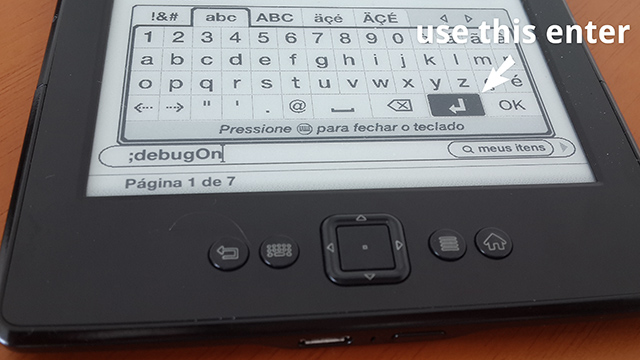 use this enter
!&# abc ABC äçé ÄÇÉ
1 2 3 4 5 6 7 8 9 0
a b c d e f g h i j k l m
o p q r s t u v w x y z é
" ' . @ OK
Pressione para fechar o teclado
;debugOn meus itens
Página 1 de 7